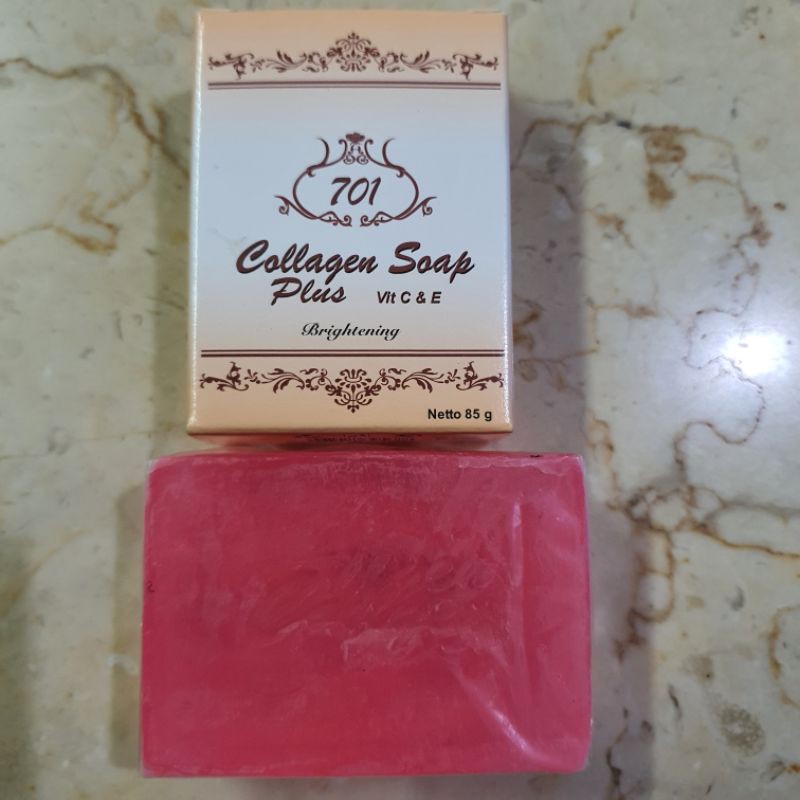 701
Collagen Soap
Plus Vit C & E
Brightening
Netto 85 g